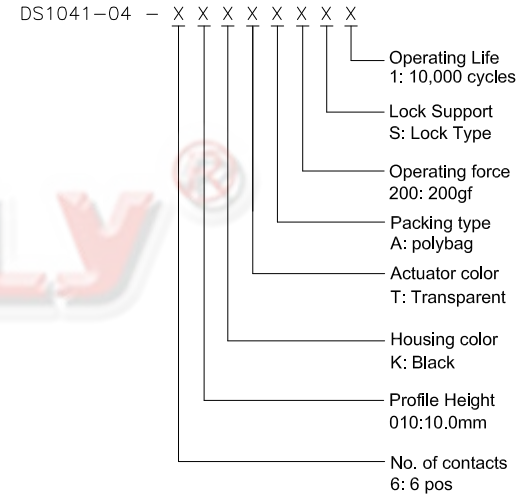 DS1041-04 - X X X X X X X X
Operating Life
1: 10,000 cycles
Lock Support
S: Lock Type
Operating force
200: 200gf
Packing type
A: polybag
Actuator color
T: Transparent
Housing color
K: Black
Profile Height
010:10.0mm
No. of contacts
6: 6 pos
LY
®